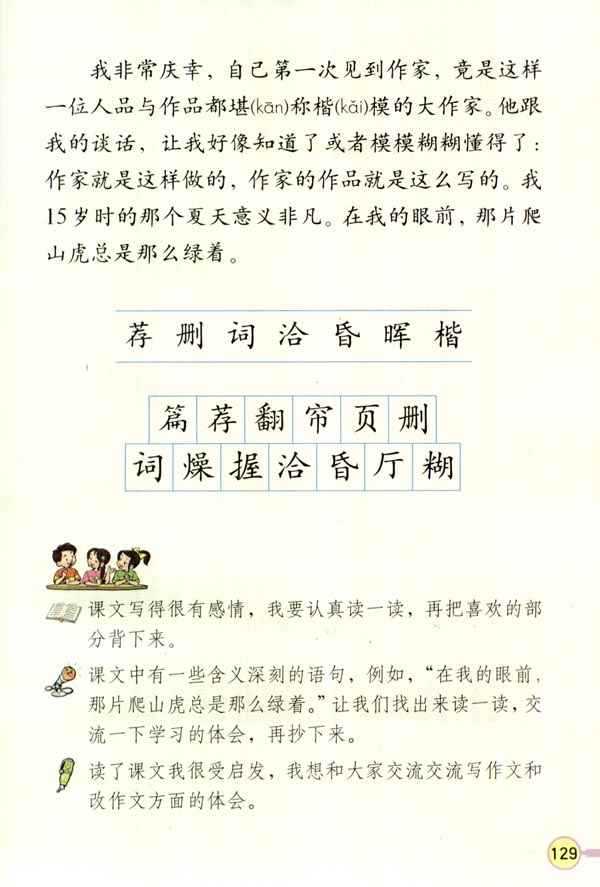 我非常庆幸，自己第一次见到作家，竟是这样
一位人品与作品都堪(kān)称楷(kǎi)模的大作家。他跟
我的谈话，让我好像知道了或者模模糊糊懂得了：
作家就是这样做的，作家的作品就是这么写的。我
15岁时的那个夏天意义非凡。在我的眼前，那片爬
山虎总是那么绿着。
荐 删 词 洽 昏 晖 楷
篇 荐 翻 帘 页 删
词 燥 握 洽 昏 厅 糊
课文写得很有感情，我要认真读一读，再把喜欢的部
分背下来。
课文中有一些含义深刻的语句，例如，“在我的眼前，
那片爬山虎总是那么绿着。”让我们找出来读一读，交
流一下学习的体会，再抄下来。
读了课文我很受启发，我想和大家交流交流写作文和
改作文方面的体会。
129